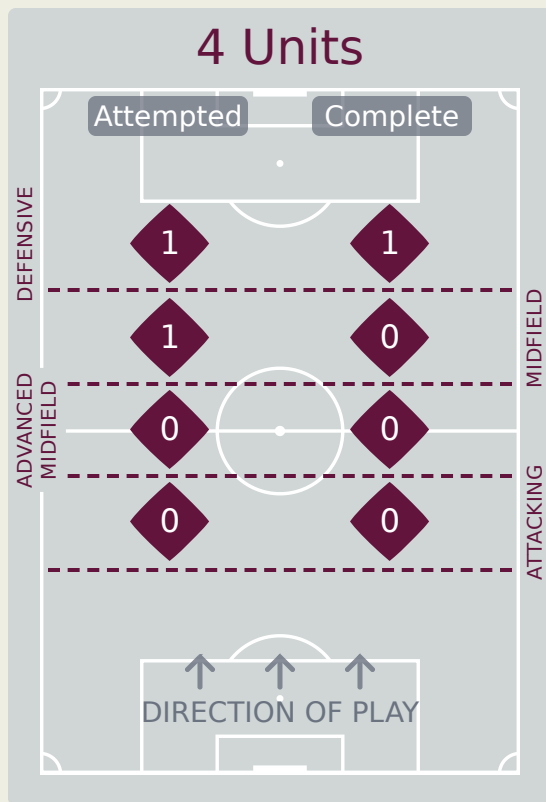 4 Units
Attempted
Complete
DEFENSIVE
1
1
MIDFIELD
1
0
ADVANCED
MIDFIELD
0
0
ATTACKING
0
0
DIRECTION OF PLAY